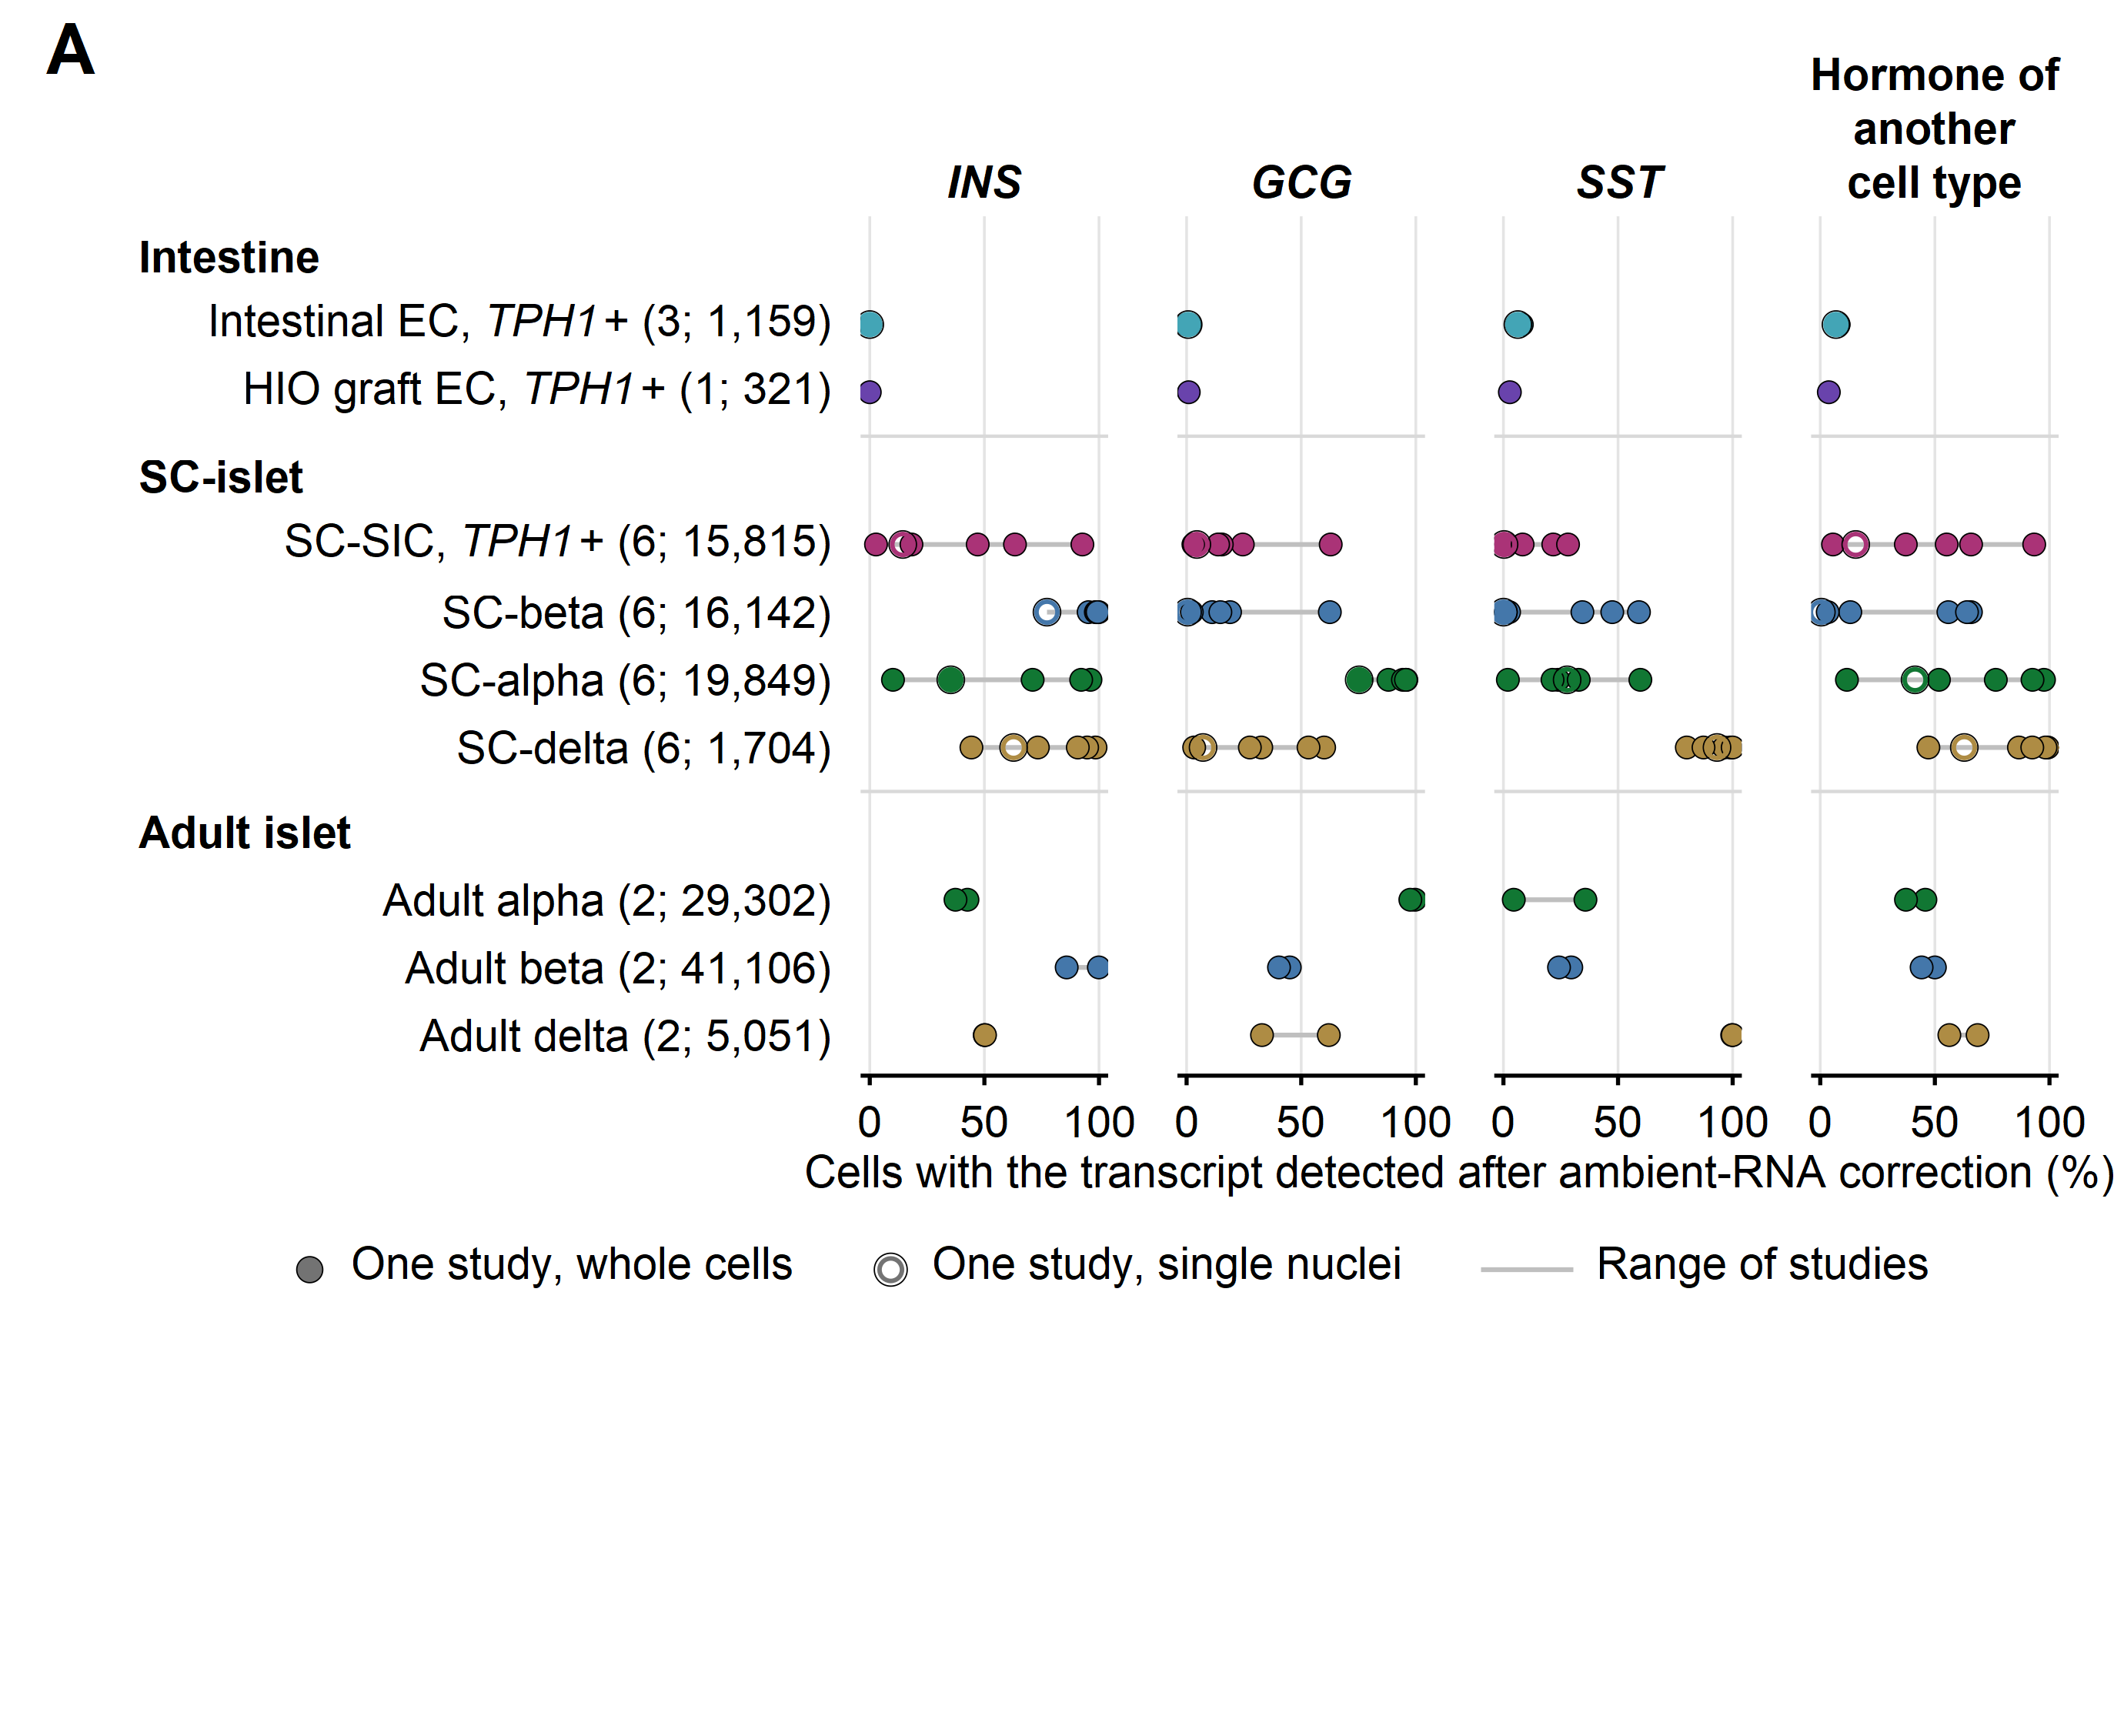 A
Hormone of
another
cell type
INS GCG SST
Intestine
Intestinal EC, TPH1+ (3; 1,159)
HIO graft EC, TPH1+ (1; 321)
SC-islet
SC-SIC, TPH1+ (6; 15,815)
SC-beta (6; 16,142)
SC-alpha (6; 19,849)
SC-delta (6; 1,704)
Adult islet
Adult alpha (2; 29,302)
Adult beta (2; 41,106)
Adult delta (2; 5,051)
0 50 100 0 50 100 0 50 100 0 50 100
Cells with the transcript detected after ambient-RNA correction (%)
One study, whole cells One study, single nuclei Range of studies